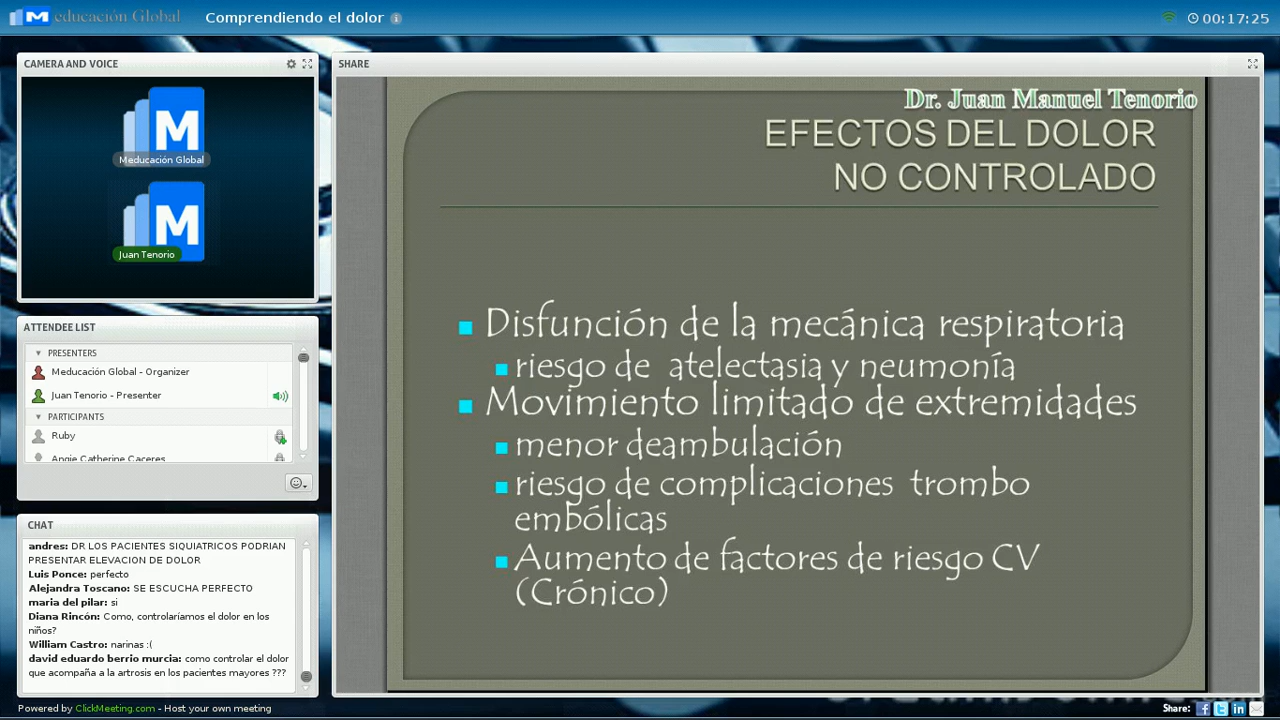 M educación Global
Comprendiendo el dolor
00:17:25
CAMERA AND VOICE
M
Meducación Global
M
Juan Tenorio
ATTENDEE LIST
PRESENTERS
Meducación Global - Organizer
Juan Tenorio - Presenter
PARTICIPANTS
Ruby
Angie Catherine Caceres
CHAT
andres: DR LOS PACIENTES SIQUIATRICOS PODRIAN
PRESENTAR ELEVACION DE DOLOR
Luis Ponce: perfecto
Alejandra Toscano: SE ESCUCHA PERFECTO
maria del pilar: si
Diana Rincón: Como, controlaríamos el dolor en los
niños?
William Castro: narinas :(
david eduardo berrio murcia: como controlar el dolor
que acompaña a la artrosis en los pacientes mayores ???
SHARE
Dr. Juan Manuel Tenorio
EFECTOS DEL DOLOR
NO CONTROLADO
Disfunción de la mecánica respiratoria
riesgo de atelectasia y neumonía
Movimiento limitado de extremidades
menor deambulación
riesgo de complicaciones trombo
embólicas
Aumento de factores de riesgo CV
(Crónico)
Powered by ClickMeeting.com - Host your own meeting
Share: